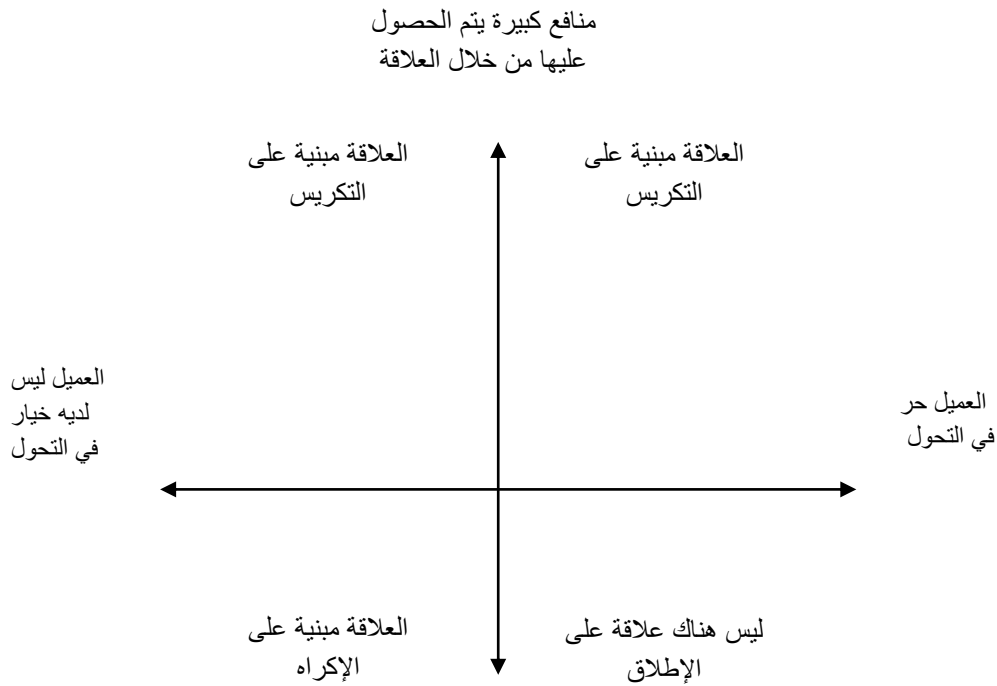 منافع كبيرة يتم الحصول
عليها من خلال العلاقة
العلاقة مبنية على
التكريس
العلاقة مبنية على
التكريس
العميل حر
في التحول
العميل ليس
لديه خيار
في التحول
ليس هناك علاقة على
الإطلاق
العلاقة مبنية على
الإكراه